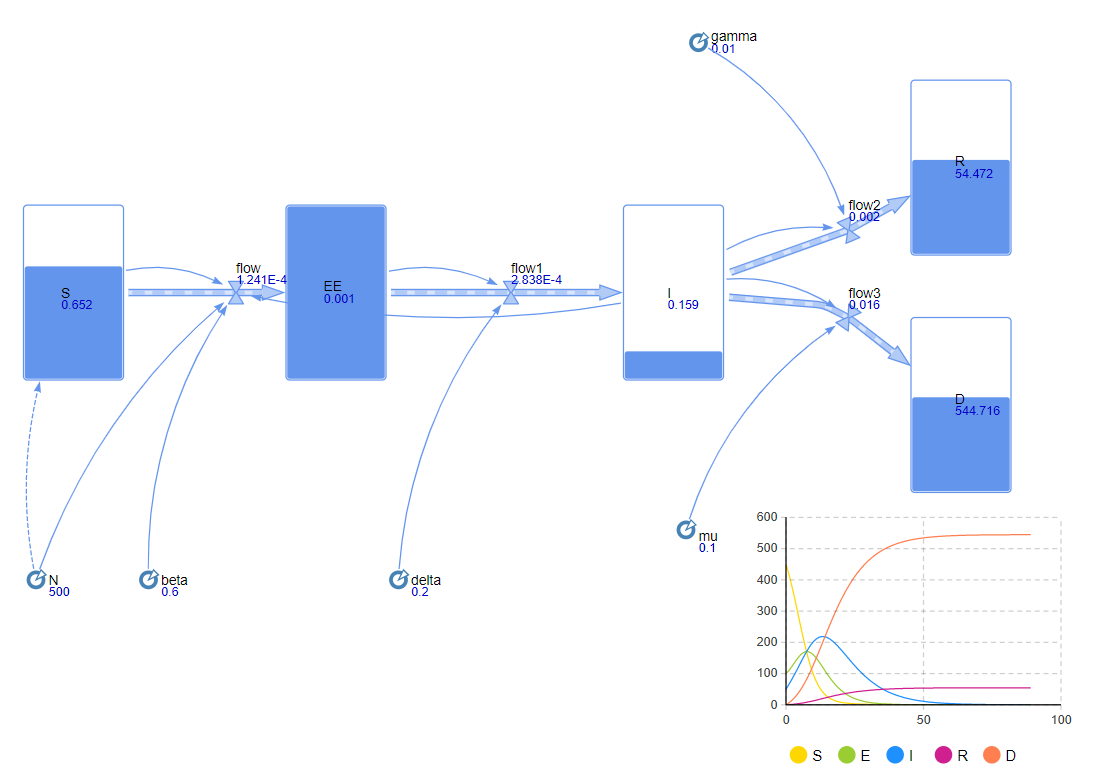 gamma
0.01
R
54.472
flow2
0.002
flow
1.241E-4
flow1
2.838E-4
EE
0.001
S
0.652
I
0.159
flow3
0.016
D
544.716
mu
0.1
N
500
beta
0.6
delta
0.2
600
500
400
300
200
100
0
0 50 100
S E I R D